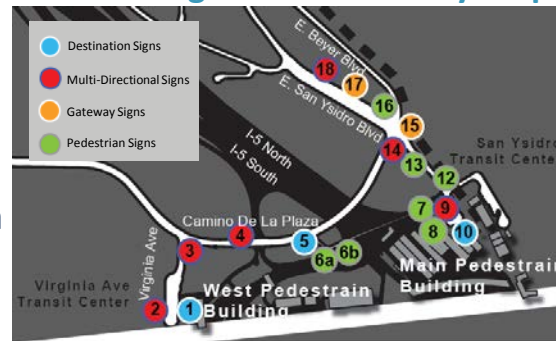 Destination Signs
Multi-Directional Signs
Gateway Signs
Pedestrian Signs
E. Beyer Blvd
18
17
16
E. San Ysidro Blvd
15
14
I-5 North
I-5 South
San Ysidro
Transit Center
13
12
7
9
8
10
Camino De La Plaza
3
4
5
6a
6b
Virginia Ave
Main Pedestrain
Building
Virginia Ave
Transit Center
West Pedestrain
Building
2
1